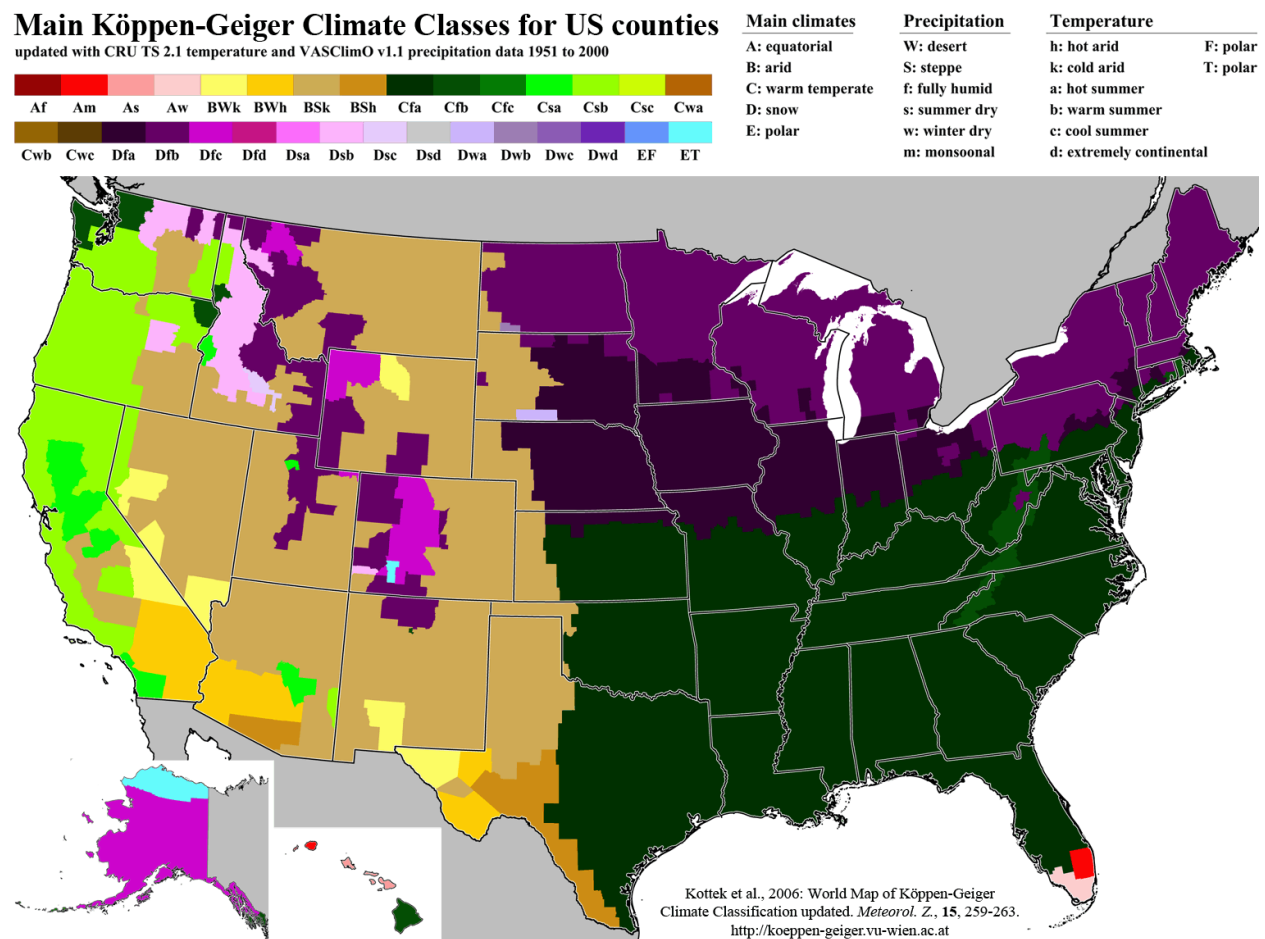 Main Köppen-Geiger Climate Classes for US counties
updated with CRU TS 2.1 temperature and VASClimO v1.1 precipitation data 1951 to 2000
Af Am As Aw BWk BWh BSk BSh Cfa Cfb Cfc Csa Csb Csc Cwa
Cwb Cwc Dfa Dfb Dfc Dfd Dsa Dsb Dsc Dsd Dwa Dwb Dwc Dwd EF ET
Main climates
A: equatorial
B: arid
C: warm temperate
D: snow
E: polar
Precipitation
W: desert
S: steppe
f: fully humid
s: summer dry
w: winter dry
m: monsoonal
Temperature
h: hot arid F: polar
k: cold arid T: polar
a: hot summer
b: warm summer
c: cool summer
d: extremely continental
Kottek et al., 2006: World Map of Köppen-Geiger
Climate Classification updated. Meteorol. Z., 15, 259-263.
http://koeppen-geiger.vu-wien.ac.at